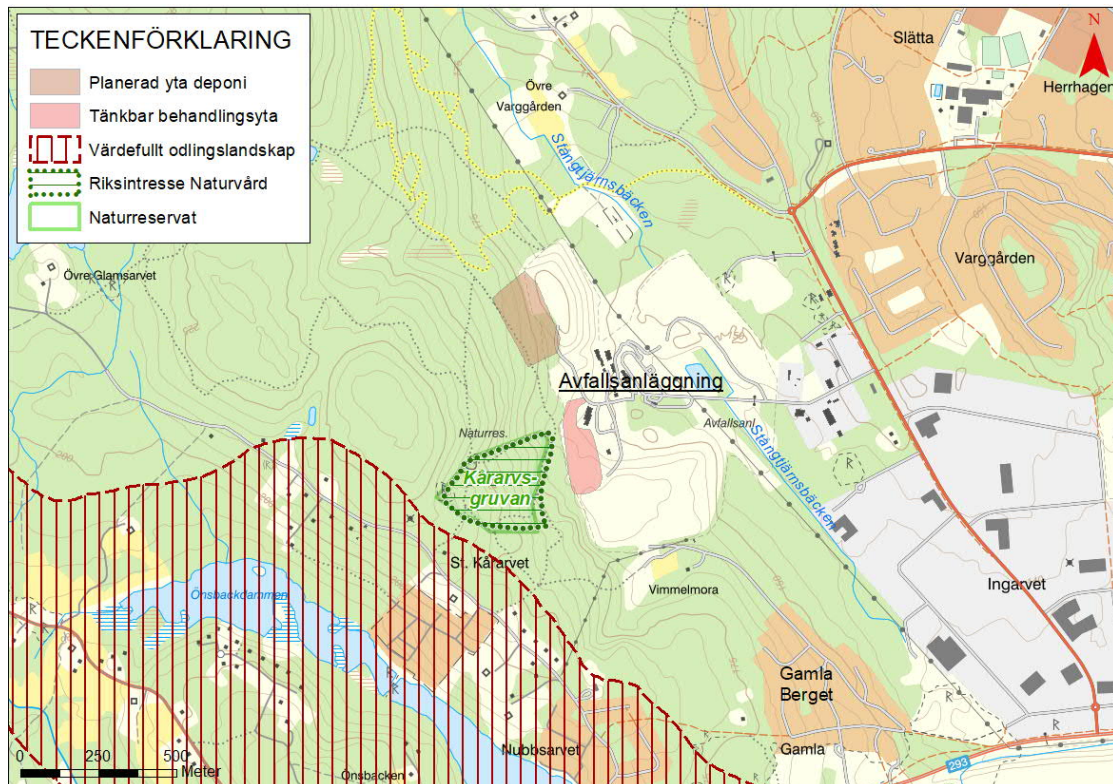 TECKENFÖRKLARING
Planerad yta deponi
Tänkbar behandlingsyta
Värdefullt odlingslandskap
Riksintresse Naturvård
Naturreservat
N
Slätta
Herrhagen
Övre
Varggården
Stångtjärnsbäcken
Varggården
Övre Glamsarvet
R
R
R
150
Avfallsanläggning
Avfallsanl.
Stångtjärnsbäcken
Naturres.
Kårarvs-
gruvan
R
200
(R)
St. Kårarvet
Önsbackdammen
R
Vimmelmora
Ingarvet
R
R
Gamla
Berget
R
Nubbsarvet
Gamla
Önsbacken
293
0 250 500
Meter